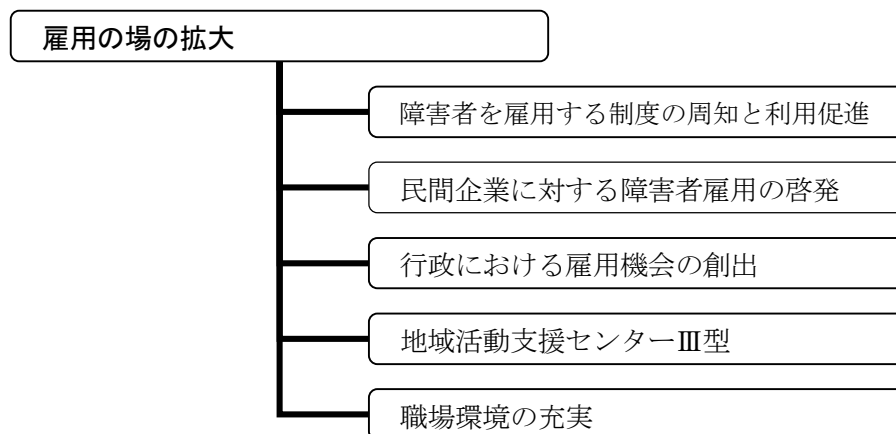 雇用の場の拡大
障害者を雇用する制度の周知と利用促進
民間企業に対する障害者雇用の啓発
行政における雇用機会の創出
地域活動支援センターⅢ型
職場環境の充実